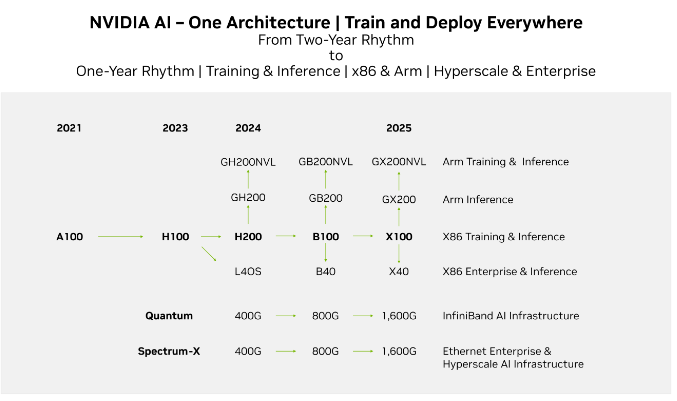 NVIDIA AI – One Architecture | Train and Deploy Everywhere
From Two-Year Rhythm
to
One-Year Rhythm | Training & Inference | x86 & Arm | Hyperscale & Enterprise
2021 2023 2024 2025
GH200NVL GB200NVL GX200NVL Arm Training & Inference
GH200 GB200 GX200 Arm Inference
A100 H100 H200 B100 X100 X86 Training & Inference
L40S B40 X40 X86 Enterprise & Inference
Quantum 400G 800G 1,600G InfiniBand AI Infrastructure
Spectrum-X 400G 800G 1,600G Ethernet Enterprise &
Hyperscale AI Infrastructure